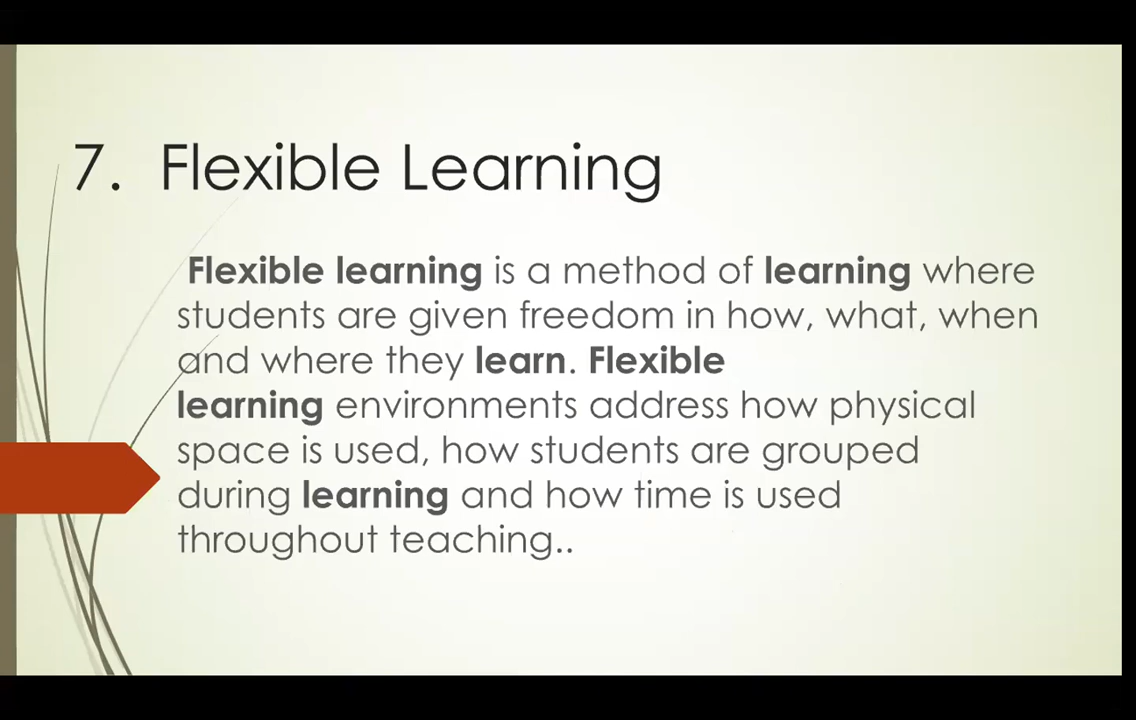 7. Flexible Learning
Flexible learning is a method of learning where
students are given freedom in how, what, when
and where they learn. Flexible
learning environments address how physical
space is used, how students are grouped
during learning and how time is used
throughout teaching..